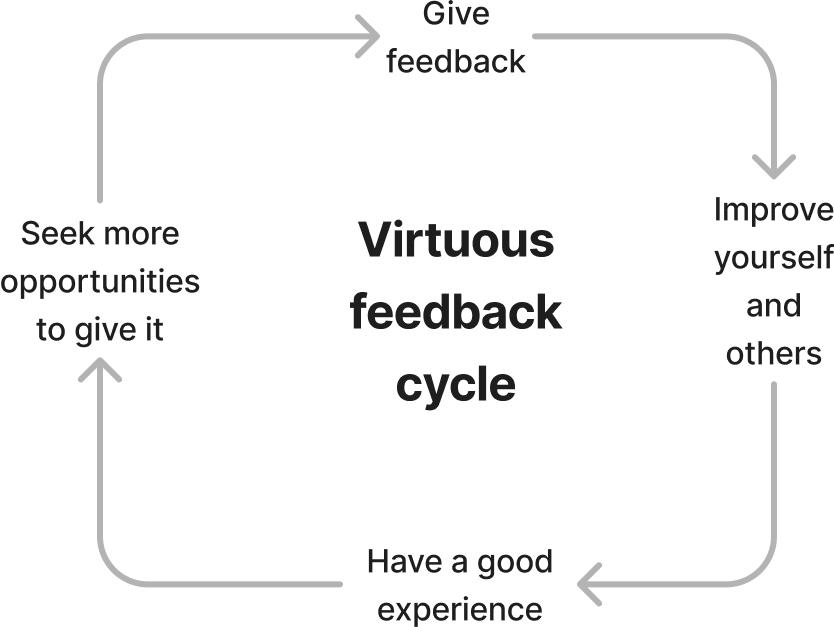 Give
feedback
Improve
yourself
and
others
Have a good
experience
Seek more
opportunities
to give it
Virtuous
feedback
cycle